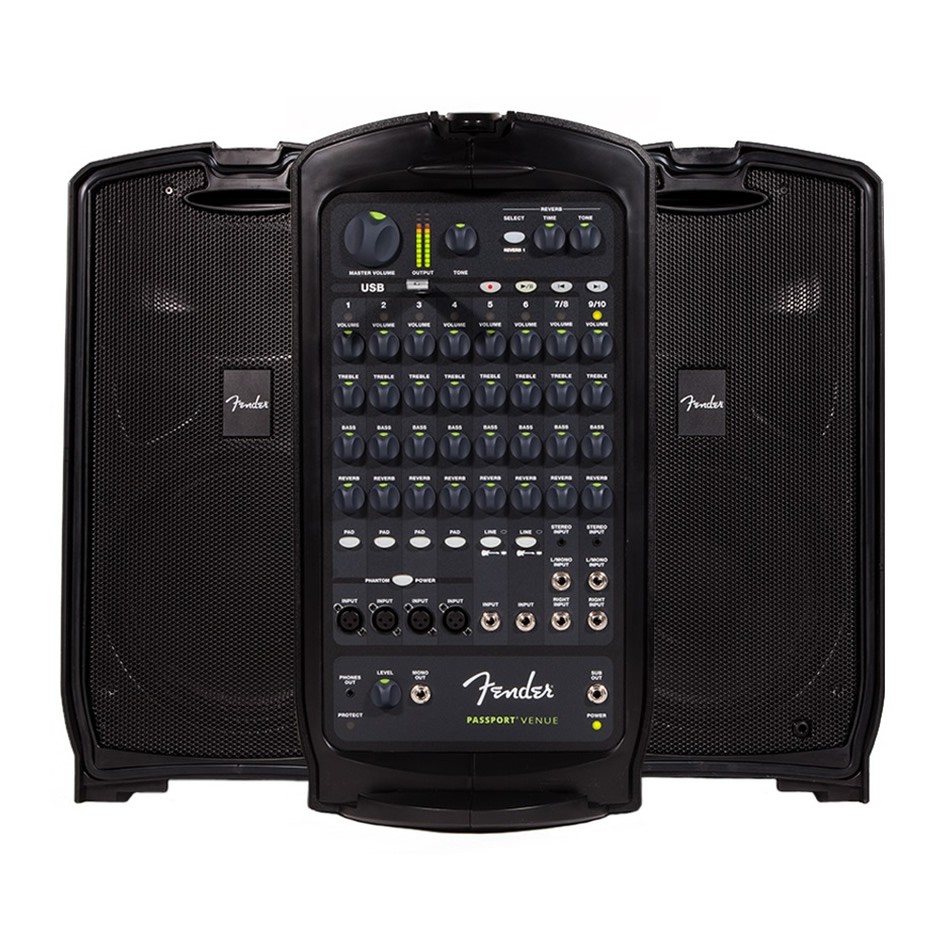 REVERB
SELECT TIME TONE
REVERB 1
MASTER VOLUME OUTPUT TONE
USB
1 2 3 4 5 6 7/8 9/10
VOLUME VOLUME VOLUME VOLUME VOLUME VOLUME VOLUME VOLUME
TREBLE TREBLE TREBLE TREBLE TREBLE TREBLE TREBLE TREBLE
BASS BASS BASS BASS BASS BASS BASS BASS
REVERB REVERB REVERB REVERB REVERB REVERB REVERB REVERB
Fender
Fender
PAD PAD PAD PAD LINE LINE STEREO INPUT STEREO INPUT
L/MONO INPUT L/MONO INPUT
PHANTOM POWER
INPUT INPUT INPUT INPUT INPUT INPUT RIGHT INPUT RIGHT INPUT
PHONES OUT LEVEL MONO OUT SUB OUT
Fender
PROTECT PASSPORT VENUE POWER